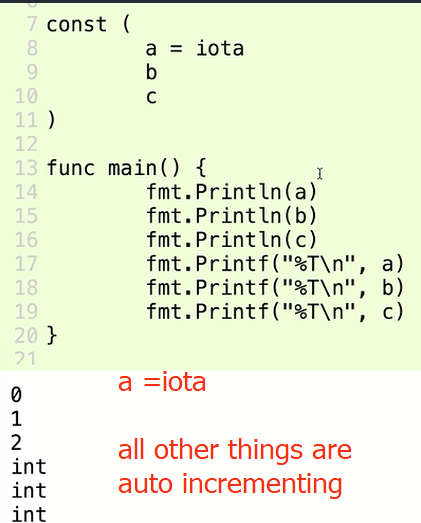 7 const (
8 a = iota
9 b
10 c
11 )
12
13 func main() {
14 fmt.Println(a)
15 fmt.Println(b)
16 fmt.Println(c)
17 fmt.Printf("%T\n", a)
18 fmt.Printf("%T\n", b)
19 fmt.Printf("%T\n", c)
20 }
21
a =iota
0
1
2
int
int
int
all other things are
auto incrementing